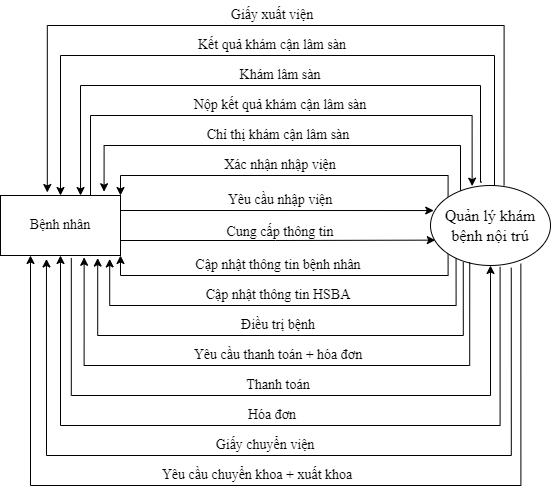 Giấy xuất viện
Kết quả khám cận lâm sàn
Khám lâm sàn
Nộp kết quả khám cận lâm sàn
Chỉ thị khám cận lâm sàn
Xác nhận nhập viện
Yêu cầu nhập viện
Bệnh nhân
Quản lý khám
bệnh nội trú
Cung cấp thông tin
Cập nhật thông tin bệnh nhân
Cập nhật thông tin HSBA
Điều trị bệnh
Yêu cầu thanh toán + hóa đơn
Thanh toán
Hóa đơn
Giấy chuyển viện
Yêu cầu chuyển khoa + xuất khoa